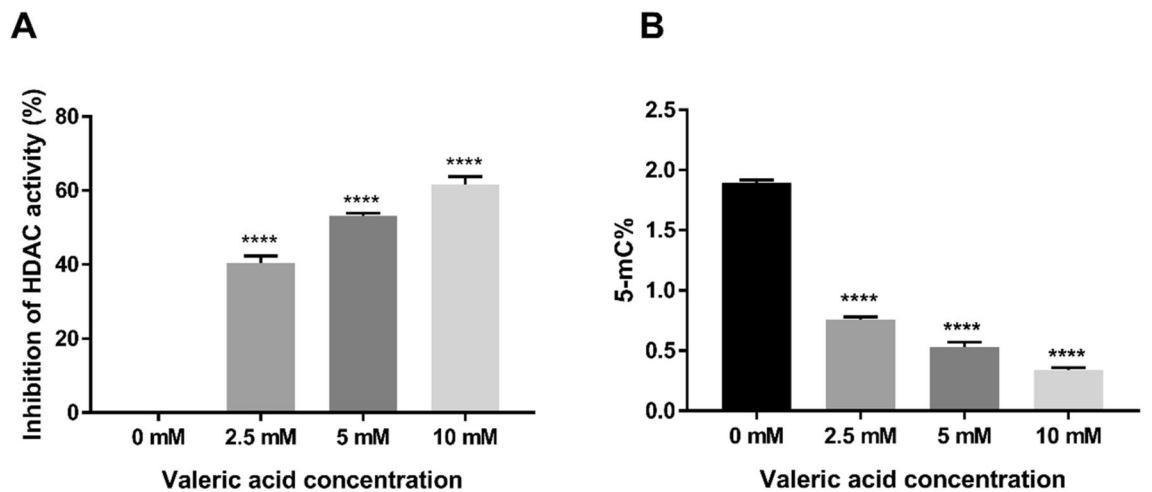 A
Inhibition of HDAC activity (%)
80
60
40
20
0
****
****
****
0 mM 2.5 mM 5 mM 10 mM
Valeric acid concentration
B
5-mC%
2.5
2.0
1.5
1.0
0.5
0.0
****
****
****
0 mM 2.5 mM 5 mM 10 mM
Valeric acid concentration